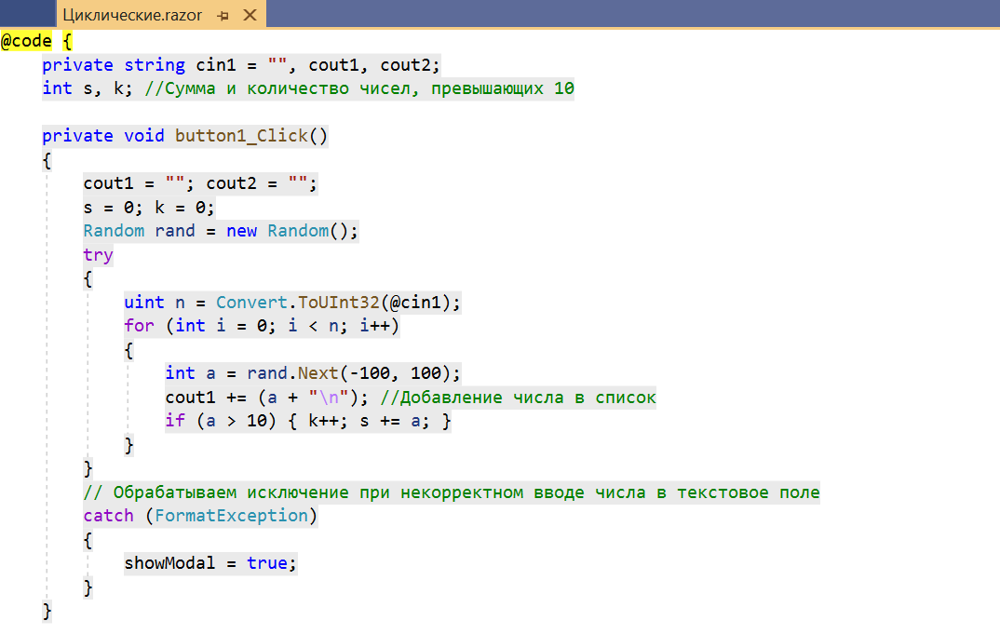 Циклические.razor
@code {
private string cin1 = "", cout1, cout2;
int s, k; //Сумма и количество чисел, превышающих 10
private void button1_Click()
{
cout1 = ""; cout2 = "";
s = 0; k = 0;
Random rand = new Random();
try
{
uint n = Convert.ToUInt32(@cin1);
for (int i = 0; i < n; i++)
{
int a = rand.Next(-100, 100);
cout1 += (a + "\n"); //Добавление числа в список
if (a > 10) { k++; s += a; }
}
}
// Обрабатываем исключение при некорректном вводе числа в текстовое поле
catch (FormatException)
{
showModal = true;
}
}